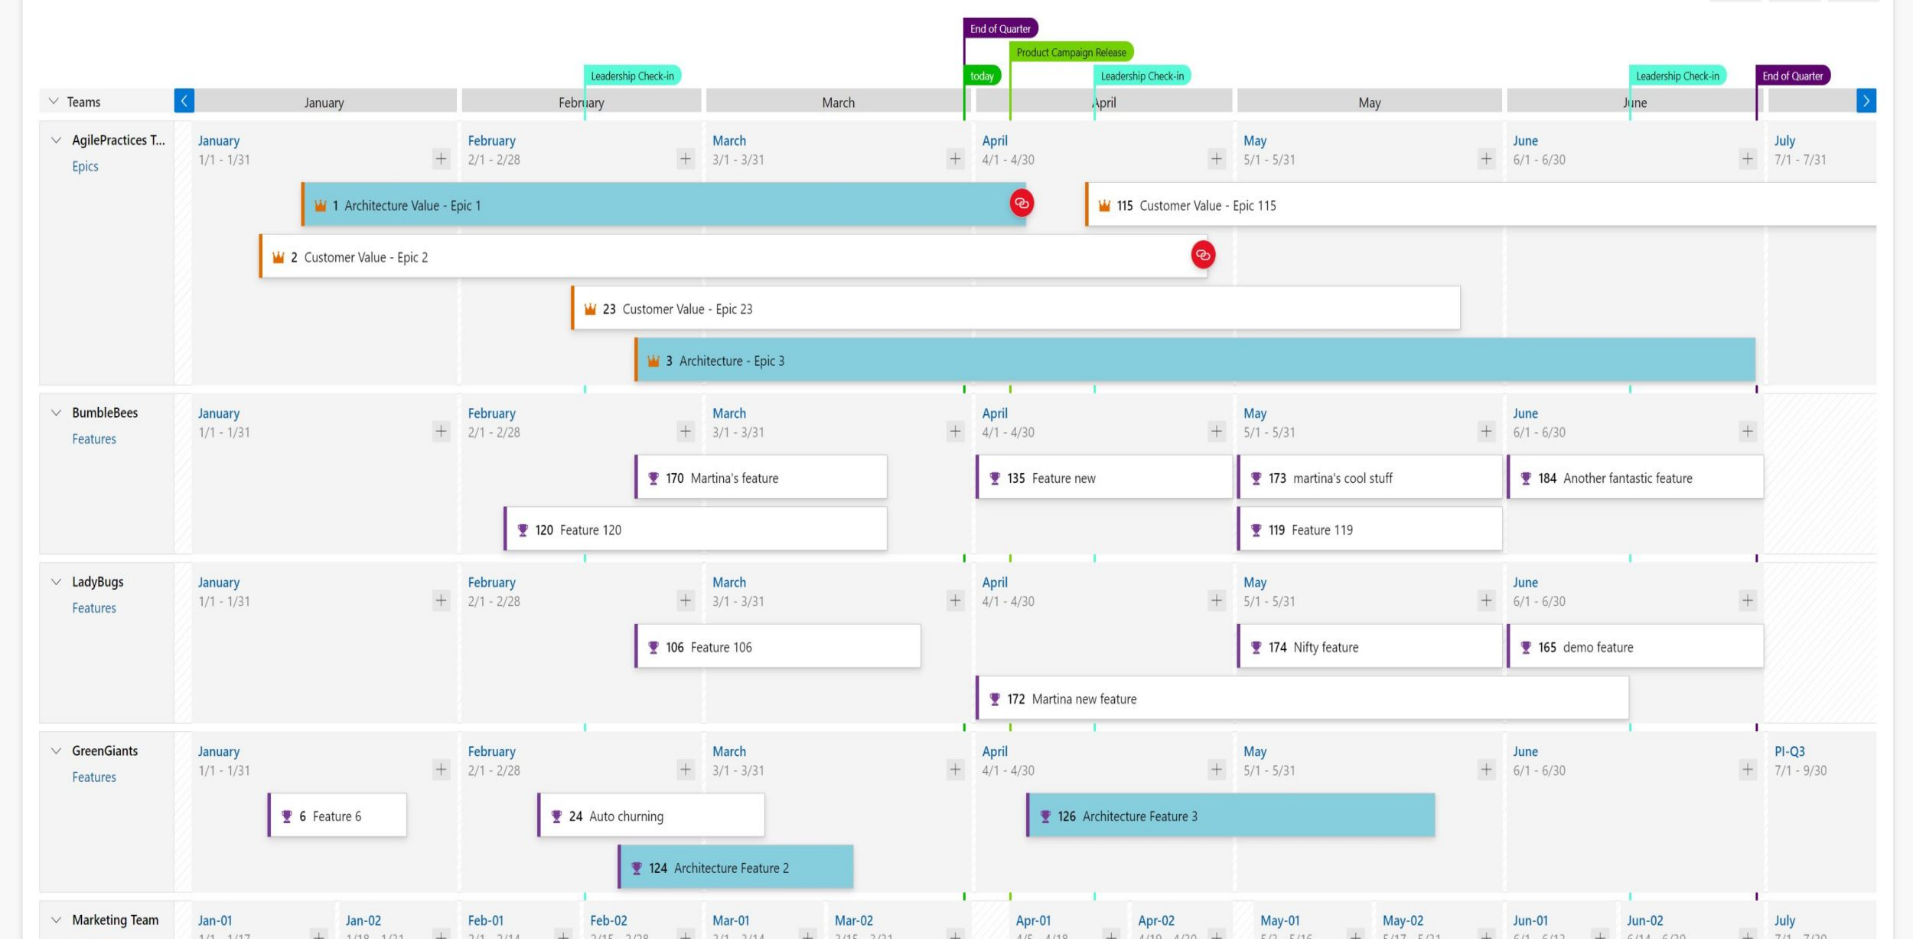 End of Quarter
Product Campaign Release
Leadership Check-in
today
Leadership Check-in
Leadership Check-in
End of Quarter
Teams
January
February
March
April
May
June
AgilePractices T...
Epics
January
1/1 - 1/31
February
2/1 - 2/28
March
3/1 - 3/31
April
4/1 - 4/30
May
5/1 - 5/31
June
6/1 - 6/30
July
7/1 - 7/31
1 Architecture Value - Epic 1
115 Customer Value - Epic 115
2 Customer Value - Epic 2
23 Customer Value - Epic 23
3 Architecture - Epic 3
BumbleBees
Features
January
1/1 - 1/31
February
2/1 - 2/28
March
3/1 - 3/31
April
4/1 - 4/30
May
5/1 - 5/31
June
6/1 - 6/30
170 Martina's feature
135 Feature new
173 martina's cool stuff
184 Another fantastic feature
120 Feature 120
119 Feature 119
LadyBugs
Features
January
1/1 - 1/31
February
2/1 - 2/28
March
3/1 - 3/31
April
4/1 - 4/30
May
5/1 - 5/31
June
6/1 - 6/30
106 Feature 106
174 Nifty feature
165 demo feature
172 Martina new feature
GreenGiants
Features
January
1/1 - 1/31
February
2/1 - 2/28
March
3/1 - 3/31
April
4/1 - 4/30
May
5/1 - 5/31
June
6/1 - 6/30
PI-Q3
7/1 - 9/30
6 Feature 6
24 Auto churning
126 Architecture Feature 3
124 Architecture Feature 2
Marketing Team
Jan-01
Jan-02
Feb-01
Feb-02
Mar-01
Mar-02
Apr-01
Apr-02
May-01
May-02
Jun-01
Jun-02
July